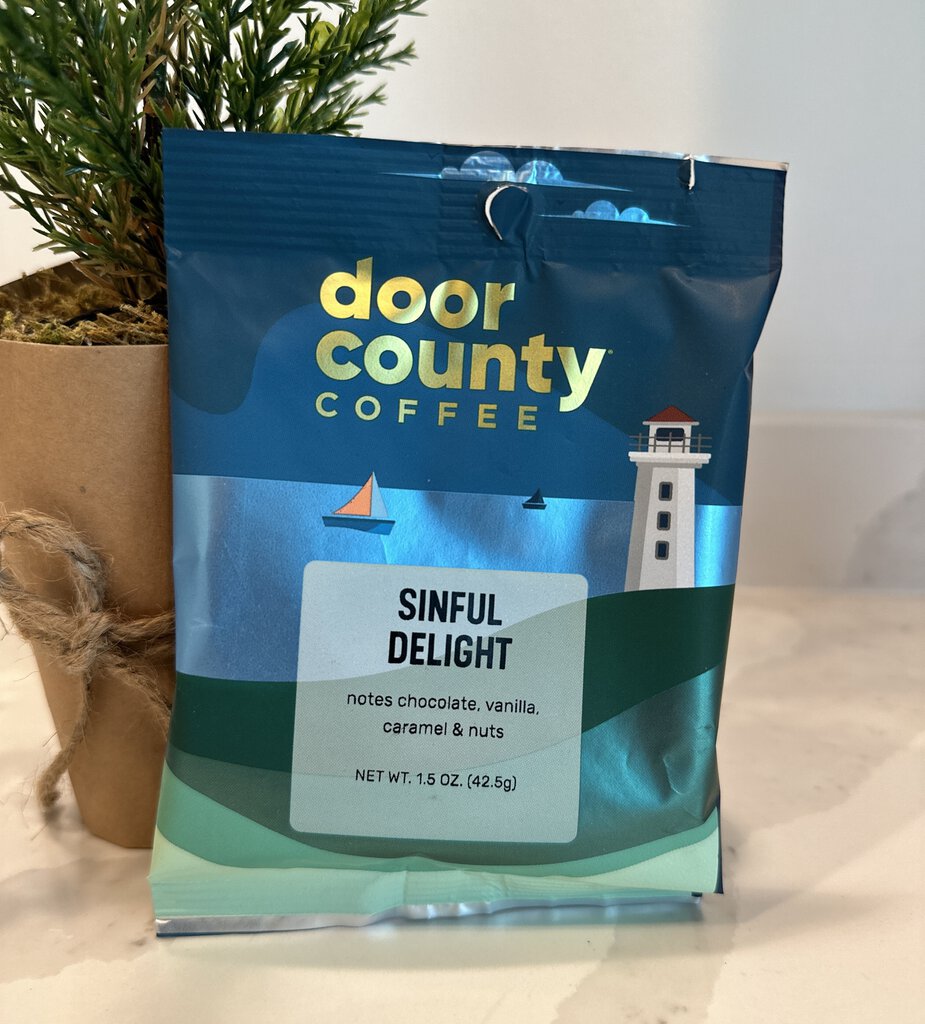 door
county
COFFEE
SINFUL
DELIGHT
notes chocolate, vanilla,
caramel & nuts
NET WT. 1.5 OZ. (42.5g)